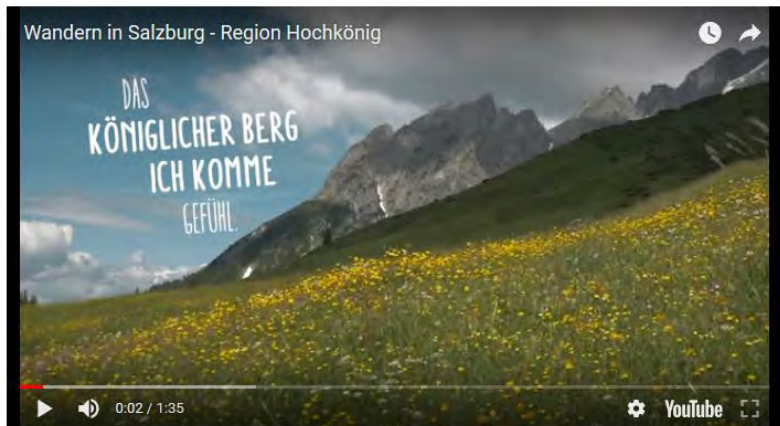 Wandern in Salzburg - Region Hochkönig
DAS
KÖNIGLICHER BERG
ICH KOMME
GEFÜHL.
0:02 / 1:35
YouTube